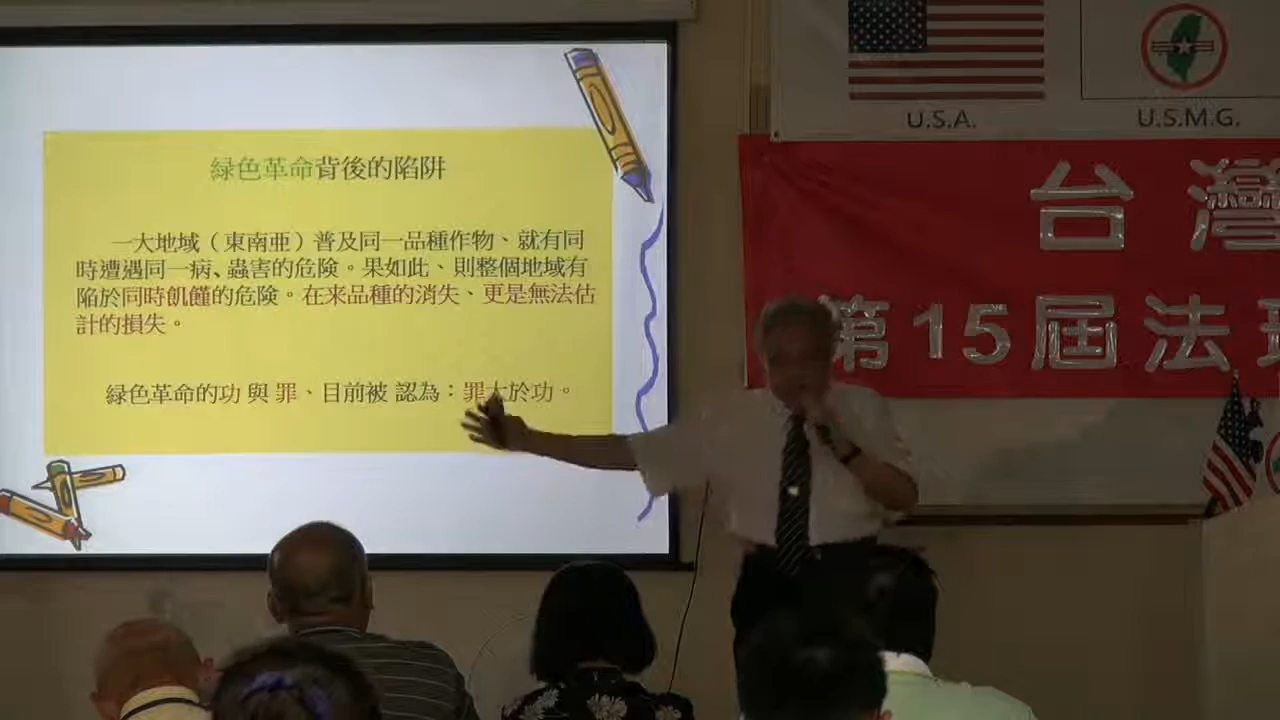 綠色革命背後的陷阱
一大地域（東南亜）普及同一品種作物、就有同
時遭遇同一病、蟲害的危険。果如此、則整個地域有
陥於同時飢饉的危険。在来品種的消失、更是無法估
計的損失。
緑色革命的功 與 罪、目前被 認為：罪大於功。
U.S.A.
U.S.M.G.
台灣
第15屆法理